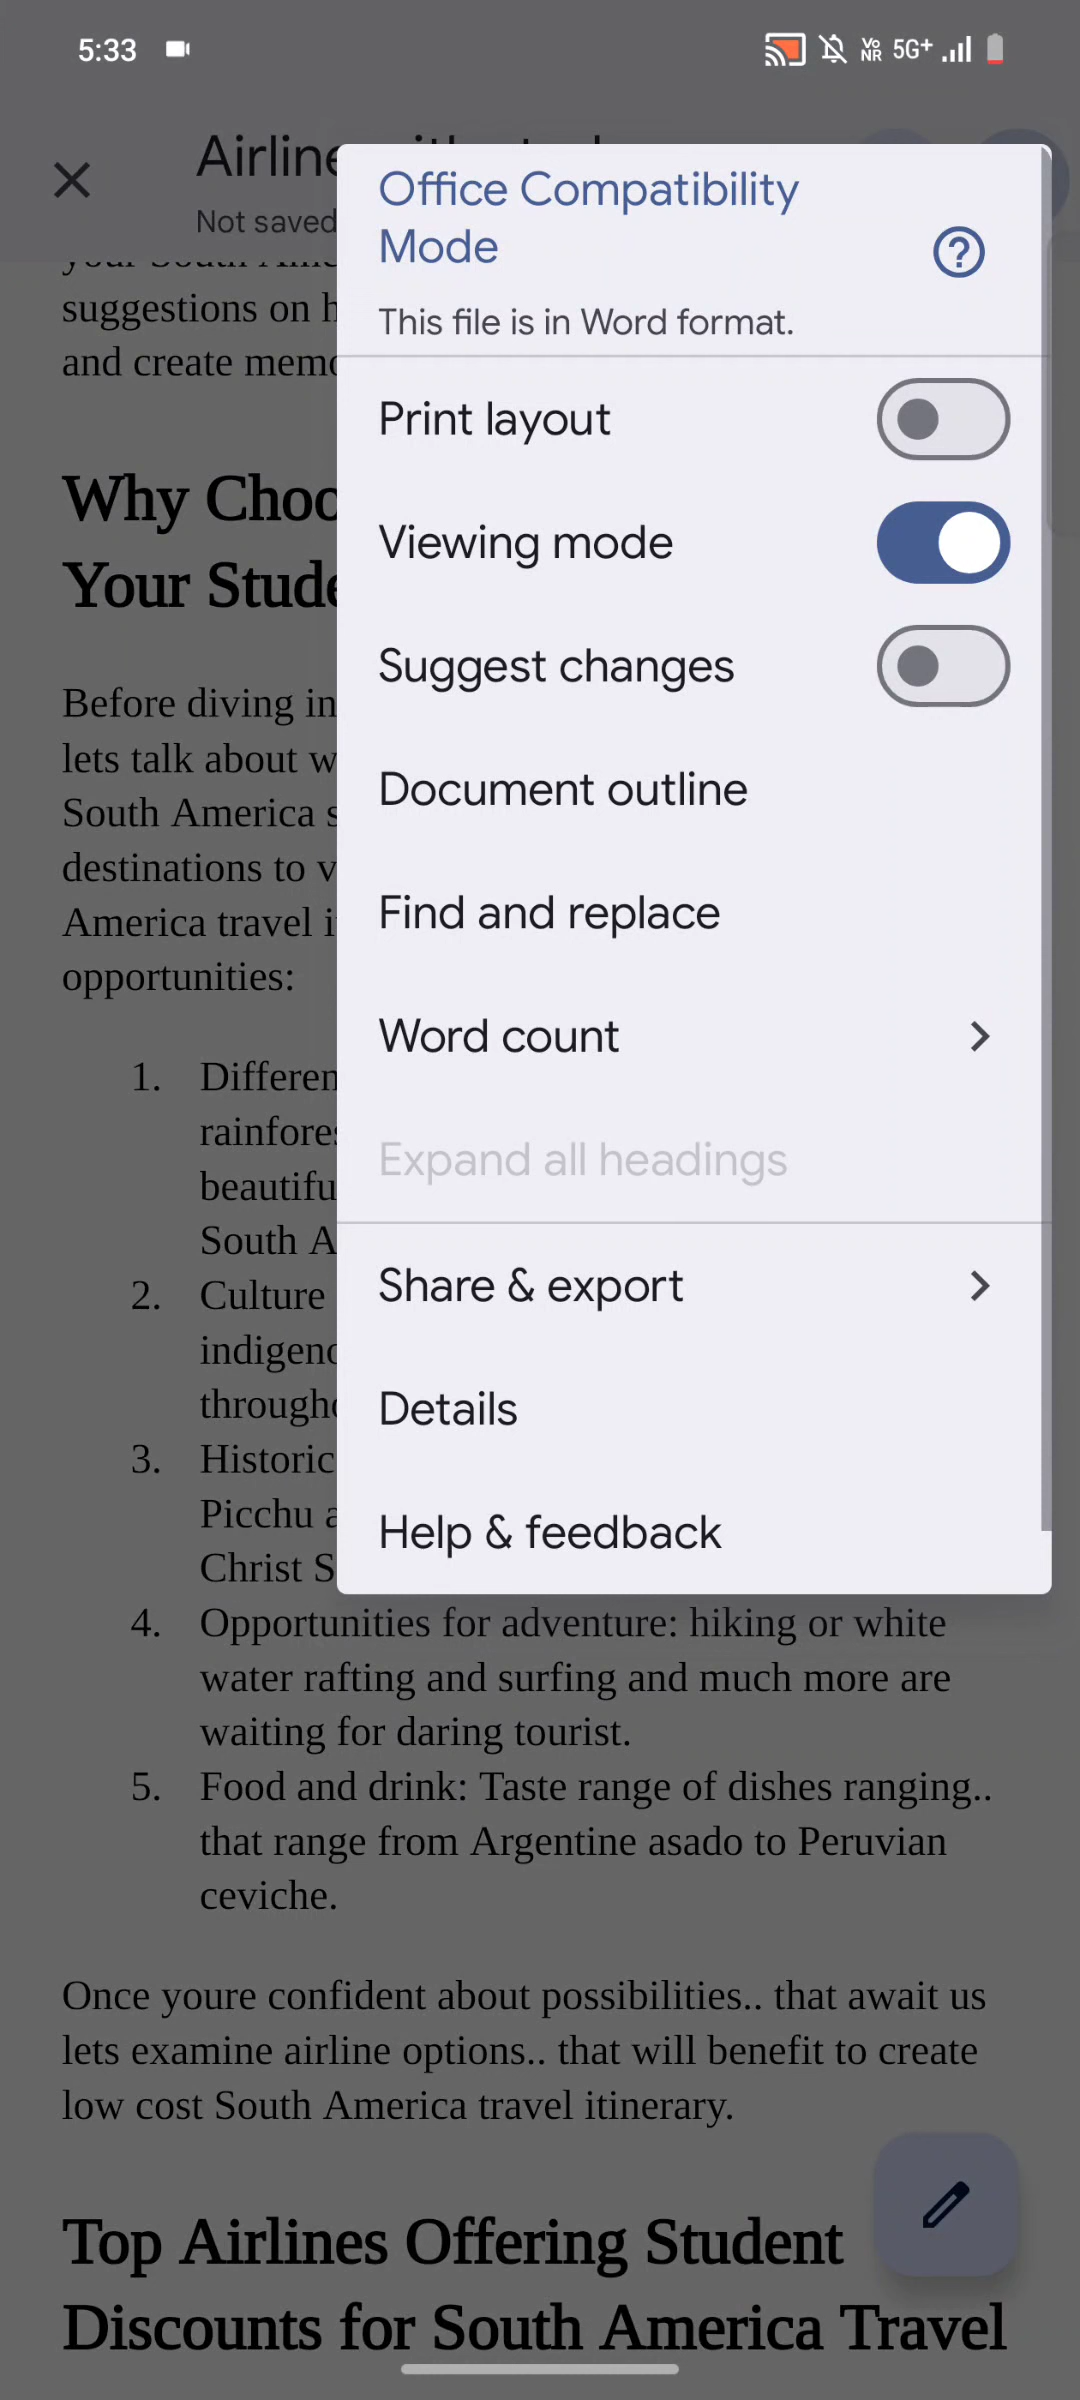 5:33
Vo NR 5G+
Airline
Not saved
Office Compatibility
Mode
This file is in Word format.
Print layout
Viewing mode
Suggest changes
Document outline
Find and replace
Word count
Expand all headings
Share & export
Details
Help & feedback
suggestions on h
and create memo
Why Choo
Your Stude
Before diving in
lets talk about w
South America s
destinations to v
America travel i
opportunities:
1. Differen
rainfores
beautifu
South A
2. Culture
indigeno
througho
3. Historic
Picchu a
Christ S
4. Opportunities for adventure: hiking or white
water rafting and surfing and much more are
waiting for daring tourist.
5. Food and drink: Taste range of dishes ranging..
that range from Argentine asado to Peruvian
ceviche.
Once youre confident about possibilities.. that await us
lets examine airline options.. that will benefit to create
low cost South America travel itinerary.
Top Airlines Offering Student
Discounts for South America Travel